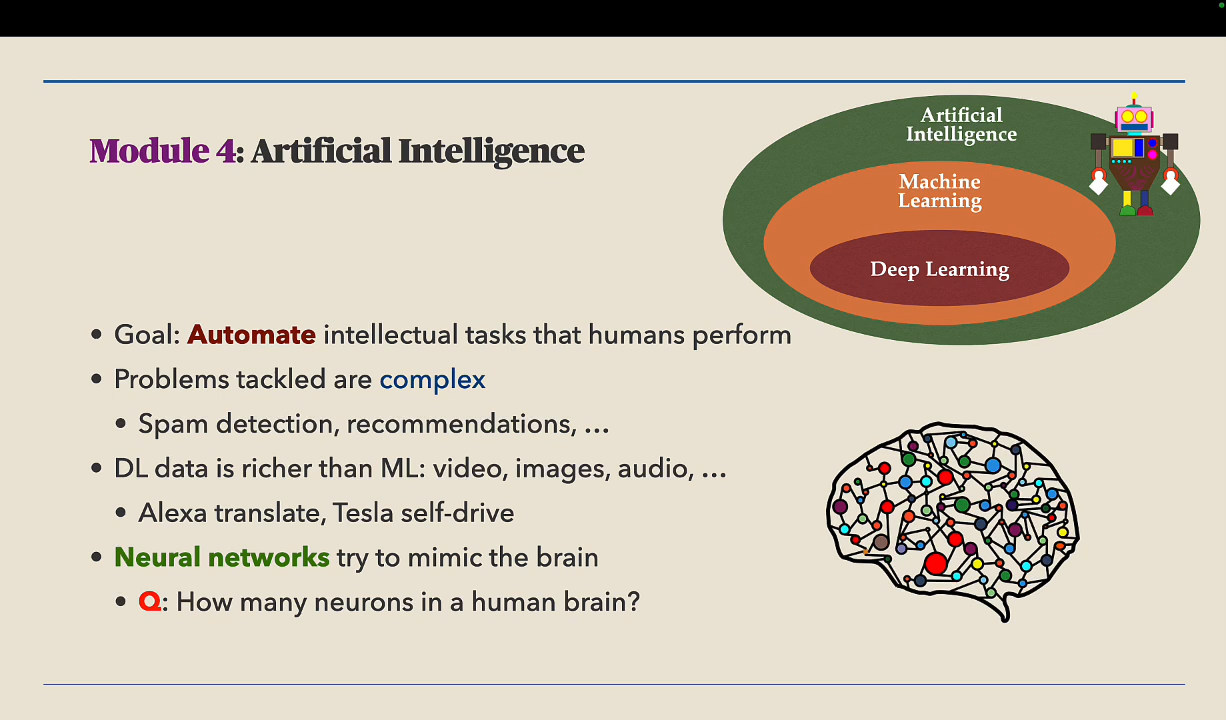 Module 4: Artificial Intelligence
Artificial
Intelligence
Machine
Learning
Deep Learning
• Goal: Automate intellectual tasks that humans perform
• Problems tackled are complex
• Spam detection, recommendations, …
• DL data is richer than ML: video, images, audio, …
• Alexa translate, Tesla self-drive
• Neural networks try to mimic the brain
• Q: How many neurons in a human brain?